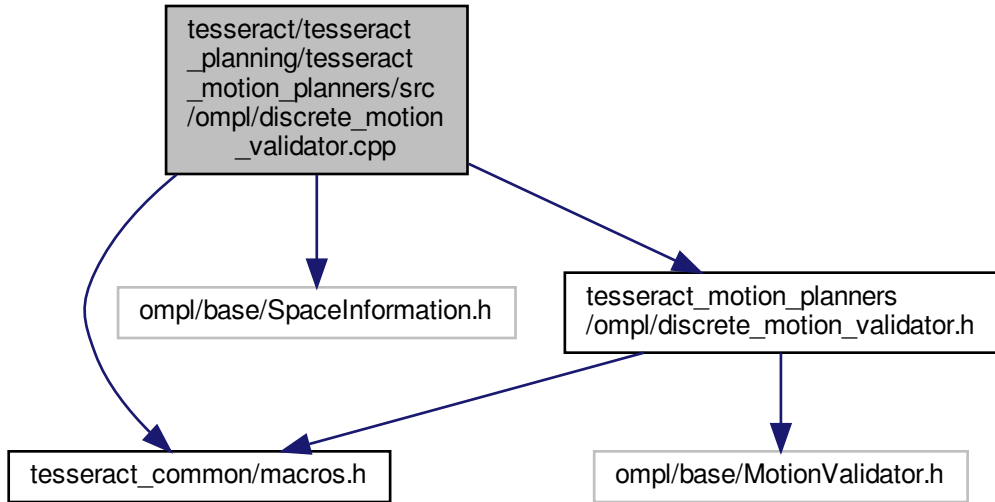 tesseract/tesseract
_planning/tesseract
_motion_planners/src
/ompl/discrete_motion
_validator.cpp
ompl/base/SpaceInformation.h
tesseract_motion_planners
/ompl/discrete_motion_validator.h
tesseract_common/macros.h
ompl/base/MotionValidator.h